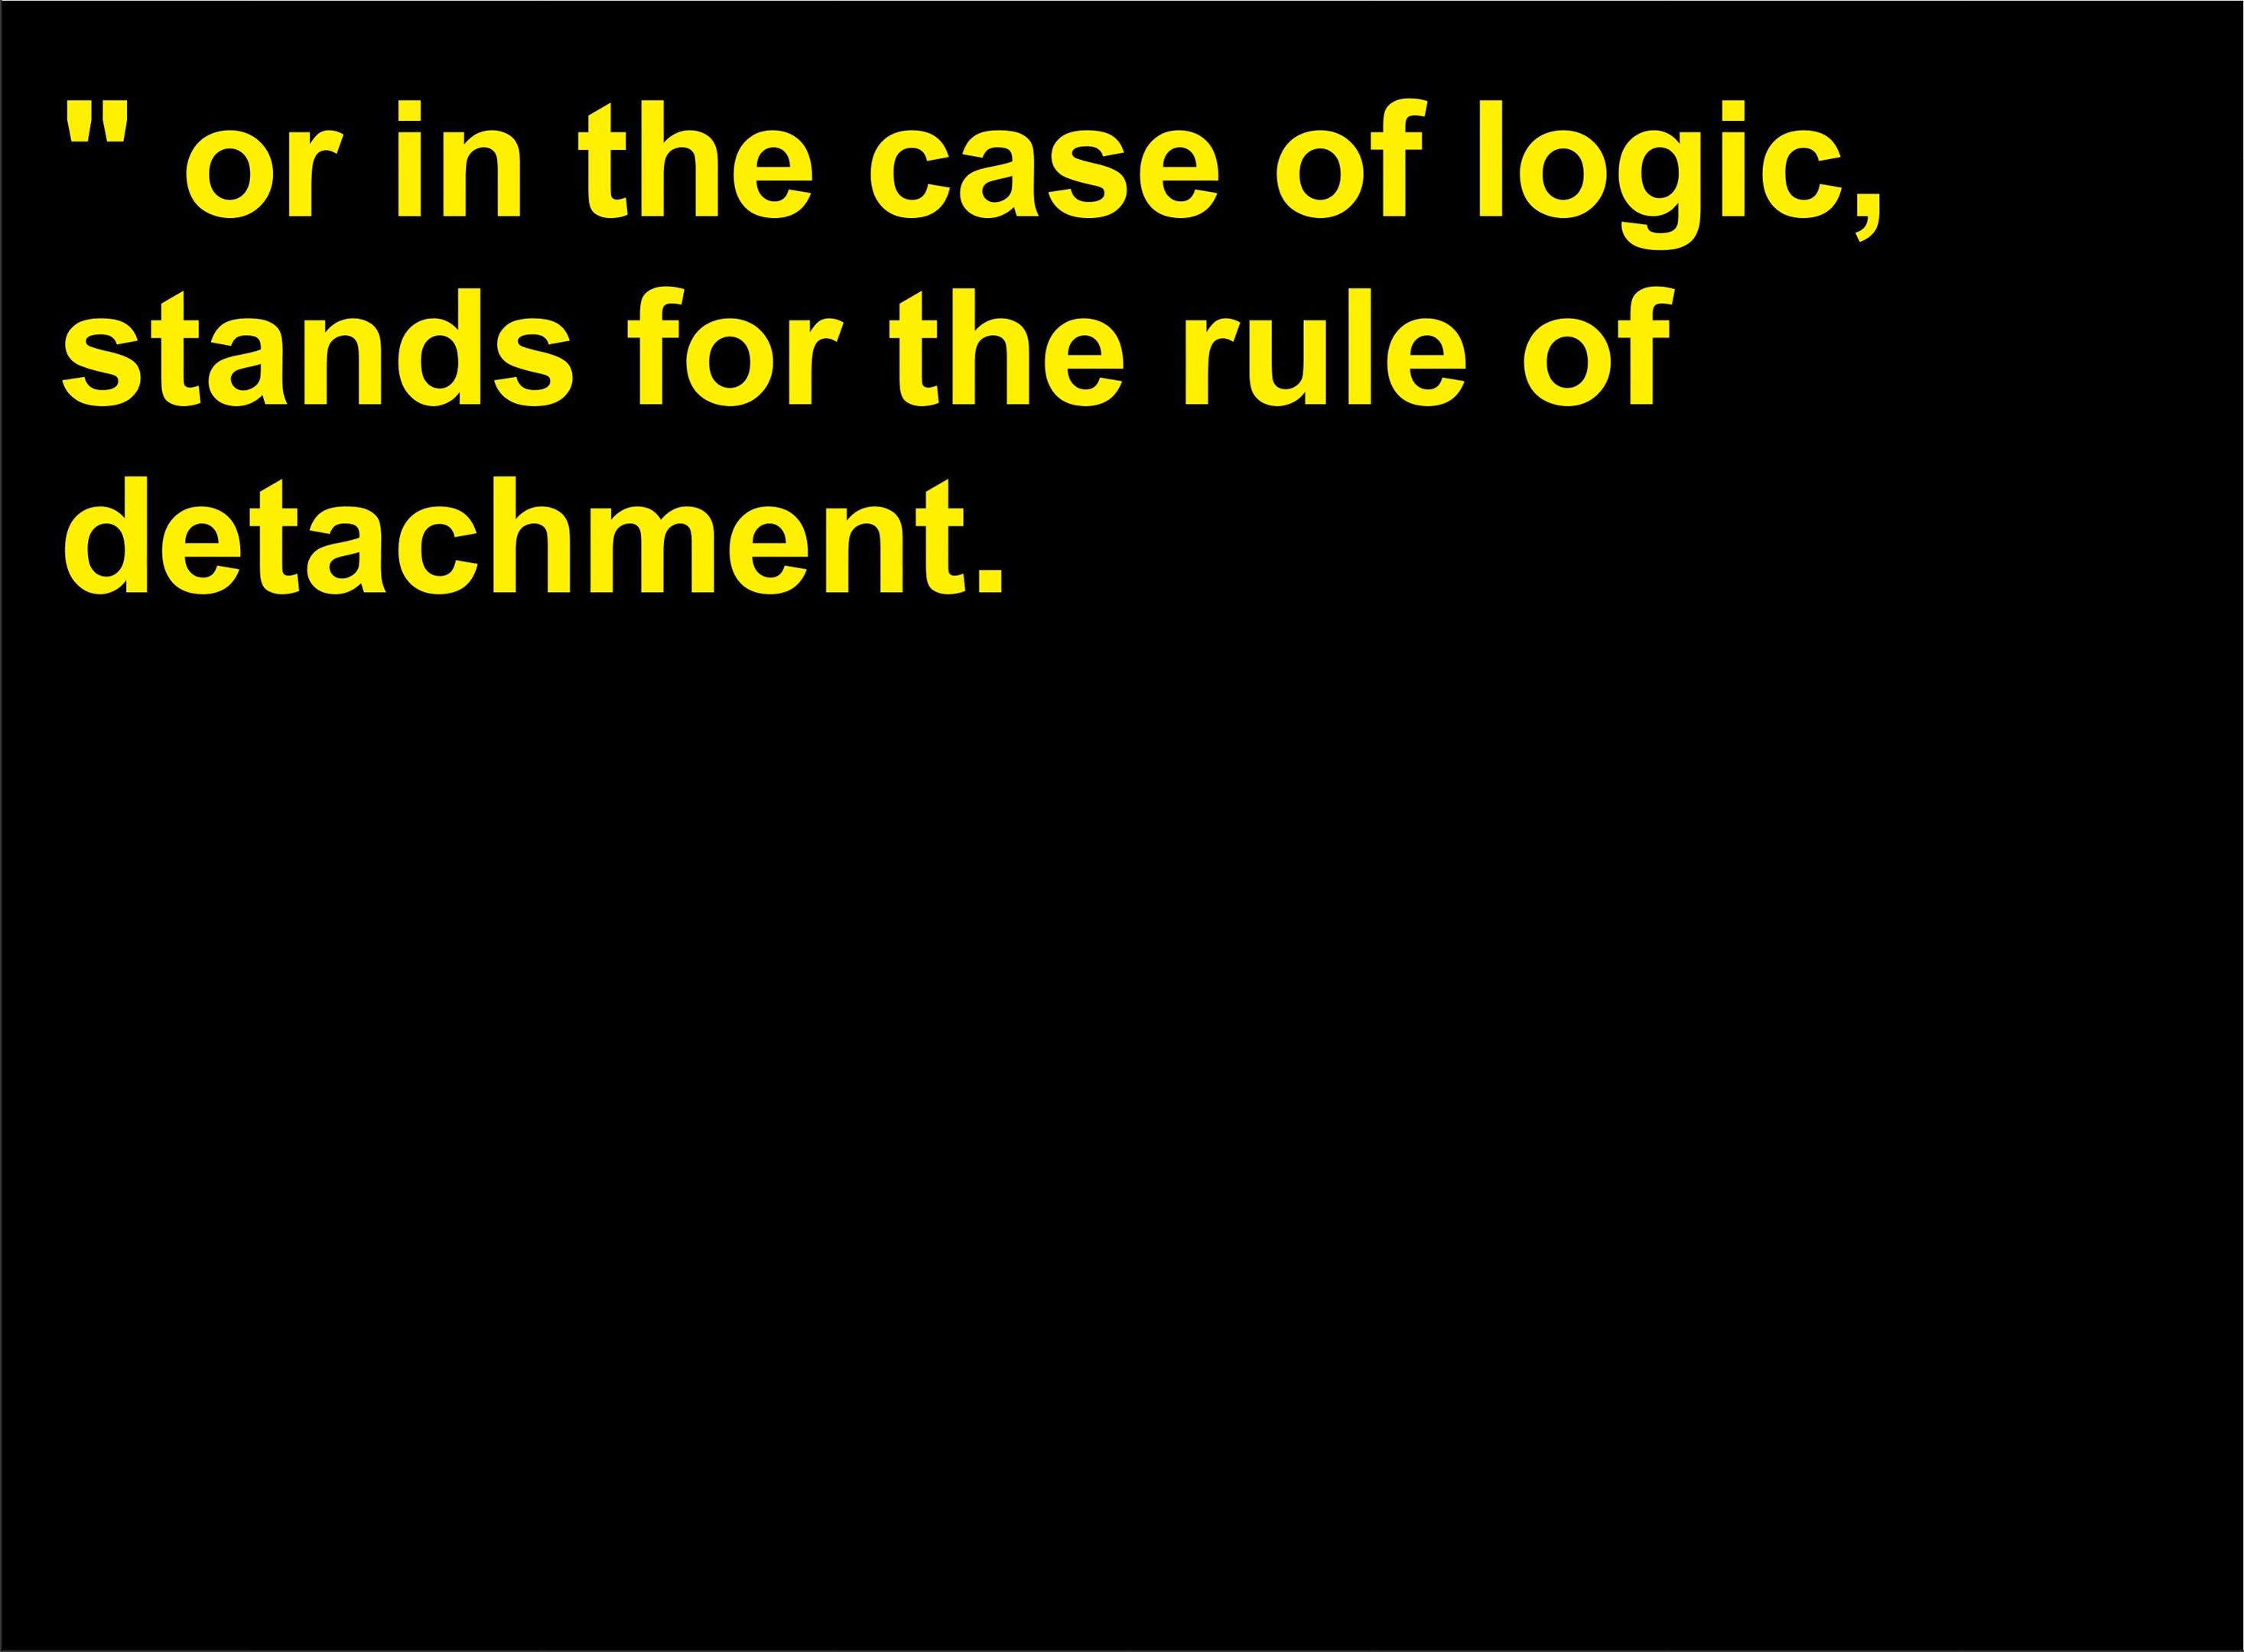 " or in the case of logic,
stands for the rule of
detachment.